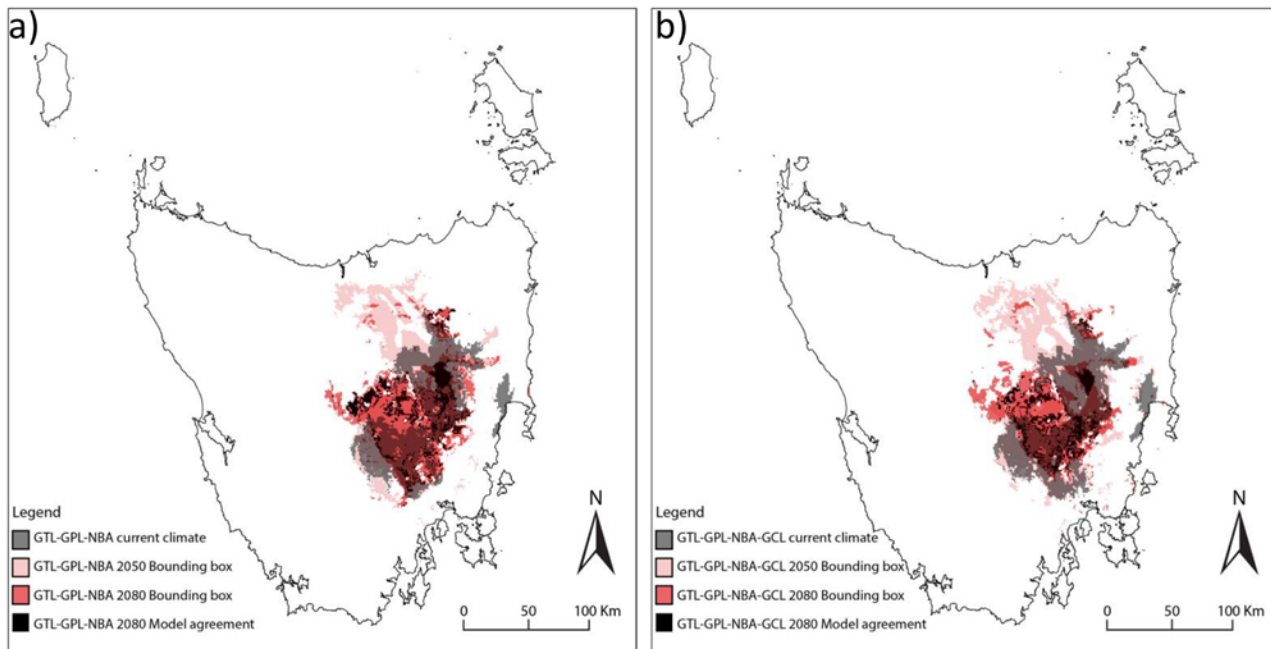 a)
N
Legend
GTL-GPL-NBA current climate
GTL-GPL-NBA 2050 Bounding box
GTL-GPL-NBA 2080 Bounding box
GTL-GPL-NBA 2080 Model agreement
0 50 100 Km
b)
N
Legend
GTL-GPL-NBA-GCL current climate
GTL-GPL-NBA-GCL 2050 Bounding box
GTL-GPL-NBA-GCL 2080 Bounding box
GTL-GPL-NBA-GCL 2080 Model agreement
0 50 100 Km